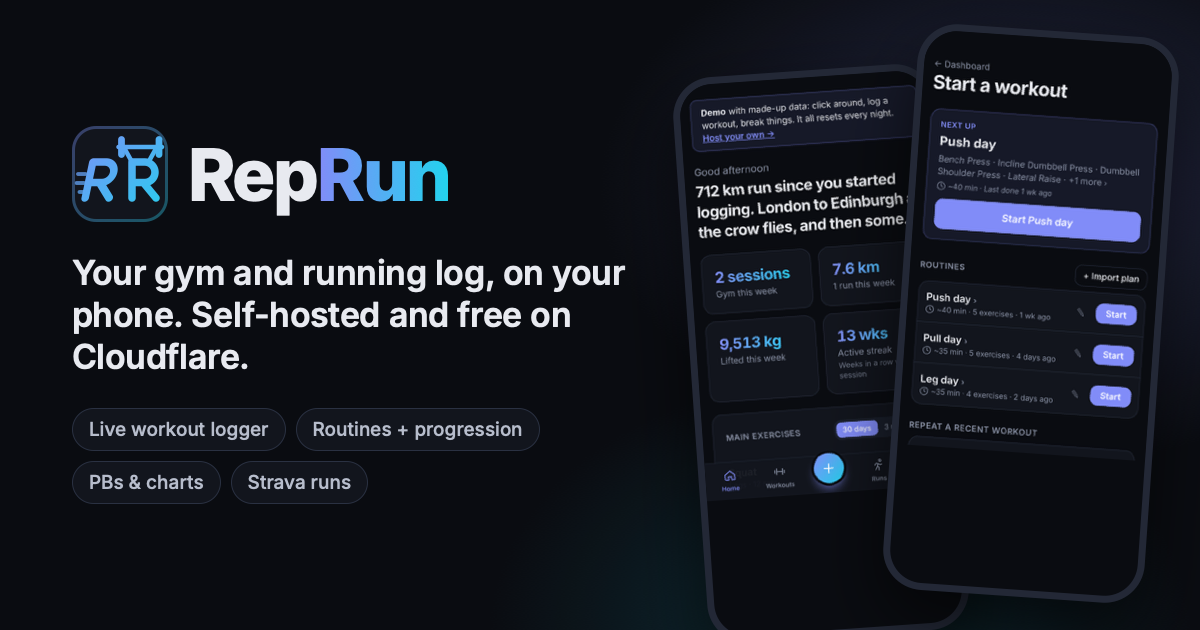 RR
RepRun
Your gym and running log, on your
phone. Self-hosted and free on
Cloudflare.
Live workout logger
Routines + progression
PBs & charts
Strava runs
Demo with made-up data: click around, log a
workout, break things. It all resets every night.
Host your own →
Good afternoon
712 km run since you started
logging. London to Edinburgh
the crow flies, and then some.
2 sessions
Gym this week
7.6 km
1 run this week
9,513 kg
Lifted this week
13 wks
Active streak
Weeks in a row
session
MAIN EXERCISES
30 days
3
Home
Workouts
+
Runs
← Dashboard
Start a workout
NEXT UP
Push day
Bench Press · Incline Dumbbell Press · Dumbbell
Shoulder Press · Lateral Raise · +1 more ›
~40 min · Last done 1 wk ago
Start Push day
ROUTINES
+ Import plan
Push day ›
~40 min · 5 exercises · 1 wk ago
Start
Pull day ›
~35 min · 5 exercises · 4 days ago
Start
Leg day ›
~35 min · 4 exercises · 2 days ago
Start
REPEAT A RECENT WORKOUT